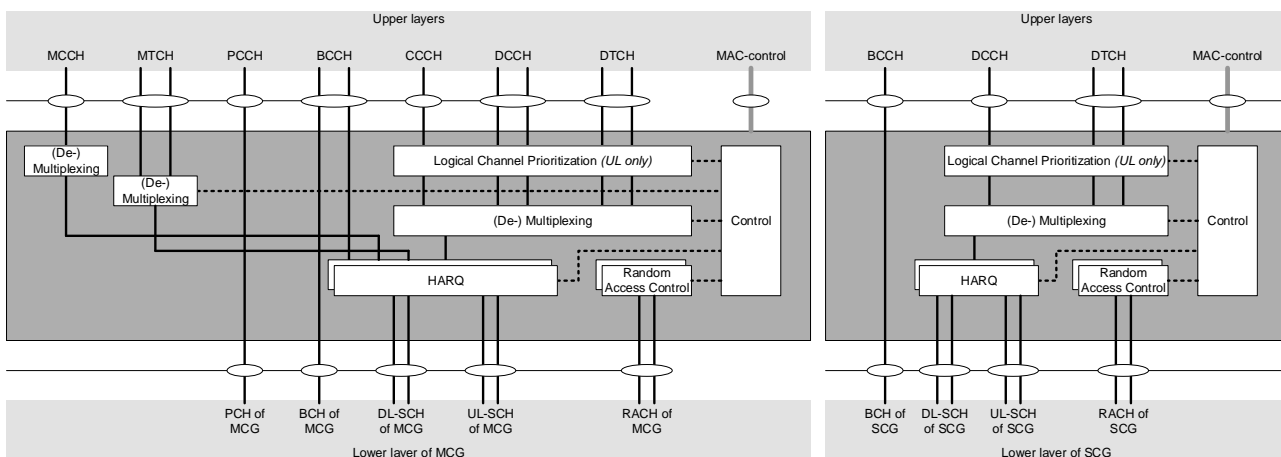 Upper layers
MCCH MTCH PCCH BCCH CCCH DCCH DTCH MAC-control
(De-)
Multiplexing
(De-)
Multiplexing
Logical Channel Prioritization (UL only)
(De-) Multiplexing
Control
HARQ
Random
Access Control
PCH of
MCG
BCH of
MCG
DL-SCH
of MCG
UL-SCH
of MCG
RACH of
MCG
Lower layer of MCG
Upper layers
BCCH DCCH DTCH MAC-control
Logical Channel Prioritization (UL only)
(De-) Multiplexing
Control
HARQ
Random
Access Control
BCH of
SCG
DL-SCH
of SCG
UL-SCH
of SCG
RACH of
SCG
Lower layer of SCG